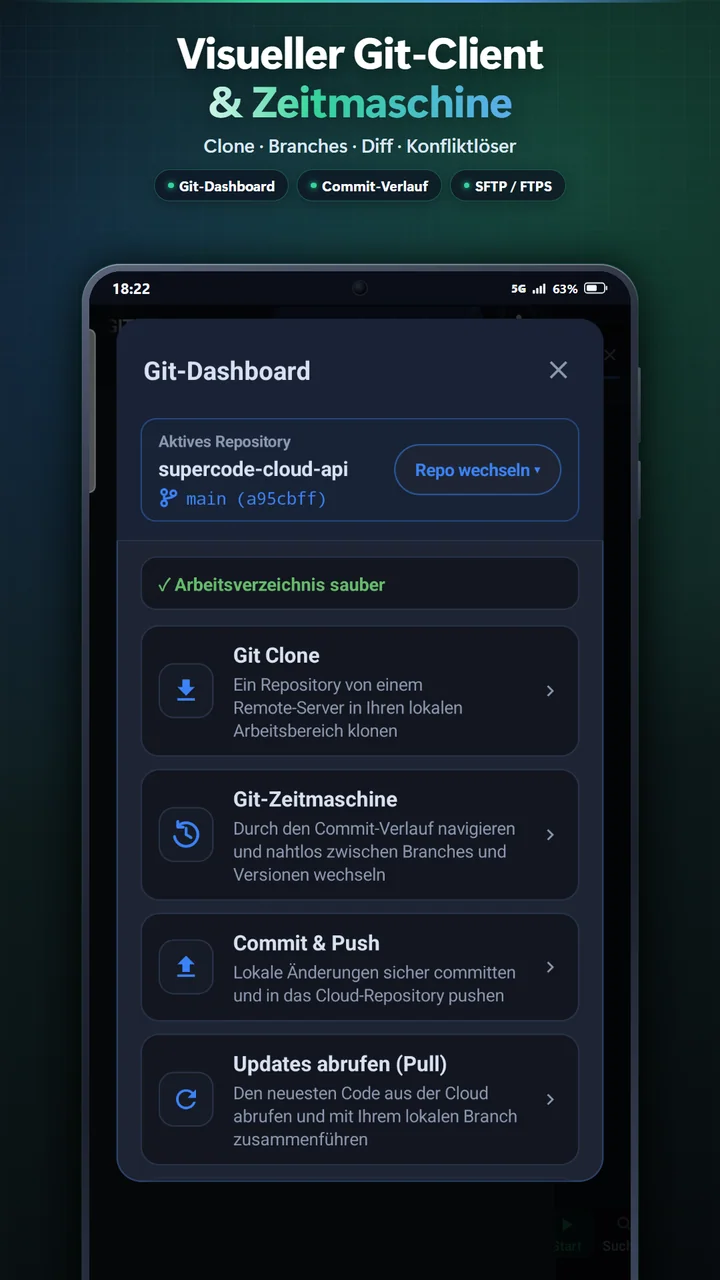 Visueller Git-Client
& Zeitmaschine
Clone · Branches · Diff · Konfliktlöser
Git-Dashboard
Commit-Verlauf
SFTP / FTPS
18:22
5G 63%
Git-Dashboard
Aktives Repository
supercode-cloud-api
main (a95cbff)
Repo wechseln ▾
✓ Arbeitsverzeichnis sauber
Git Clone
Ein Repository von einem
Remote-Server in Ihren lokalen
Arbeitsbereich klonen
Git-Zeitmaschine
Durch den Commit-Verlauf navigieren
und nahtlos zwischen Branches und
Versionen wechseln
Commit & Push
Lokale Änderungen sicher committen
und in das Cloud-Repository pushen
Updates abrufen (Pull)
Den neuesten Code aus der Cloud
abrufen und mit Ihrem lokalen Branch
zusammenführen
Start